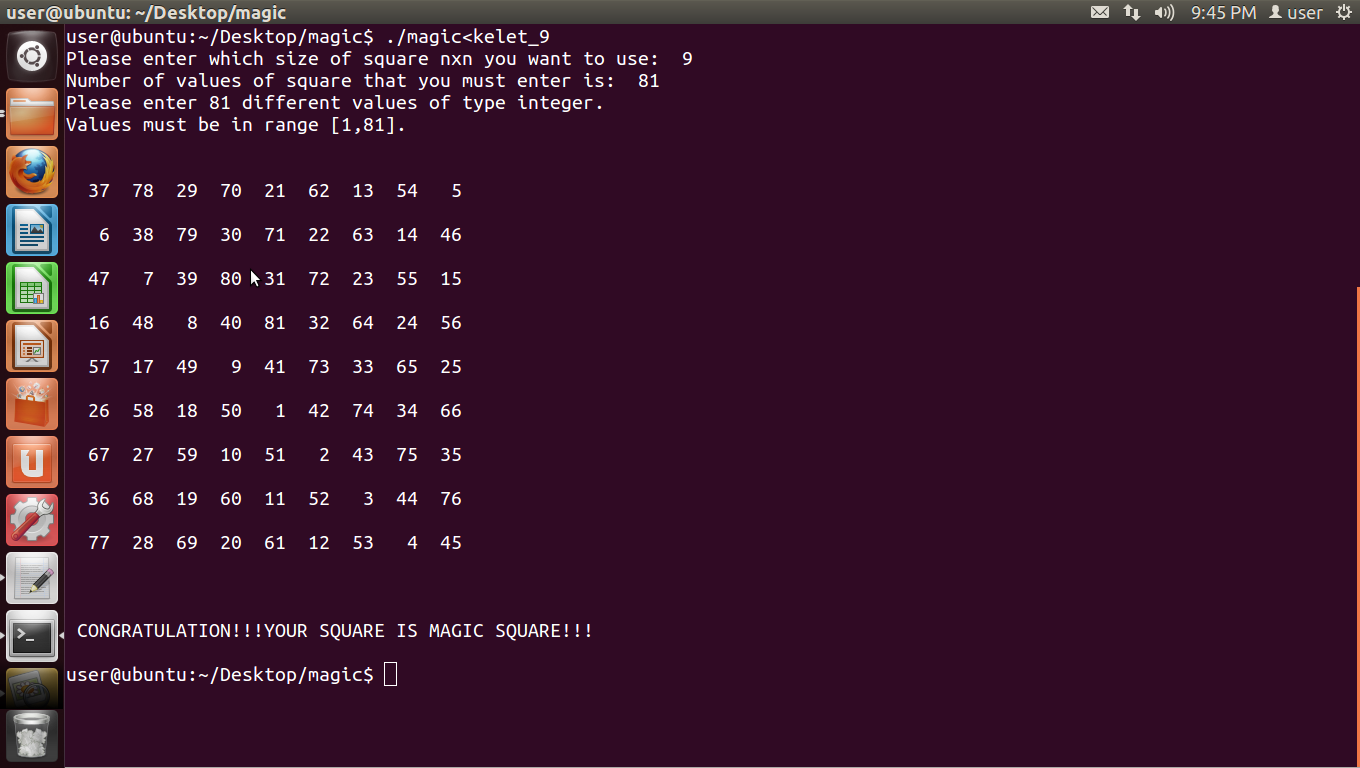 user@ubuntu: ~/Desktop/magic 9:45 PM user
user@ubuntu:~/Desktop/magic$ ./magic<kelet_9
Please enter which size of square nxn you want to use:  9
Number of values of square that you must enter is:  81
Please enter 81 different values of type integer.
Values must be in range [1,81].
37  78  29  70  21  62  13  54   5
6  38  79  30  71  22  63  14  46
47   7  39  80  31  72  23  55  15
16  48   8  40  81  32  64  24  56
57  17  49   9  41  73  33  65  25
26  58  18  50   1  42  74  34  66
67  27  59  10  51   2  43  75  35
36  68  19  60  11  52   3  44  76
77  28  69  20  61  12  53   4  45
CONGRATULATION!!!YOUR SQUARE IS MAGIC SQUARE!!!
user@ubuntu:~/Desktop/magic$